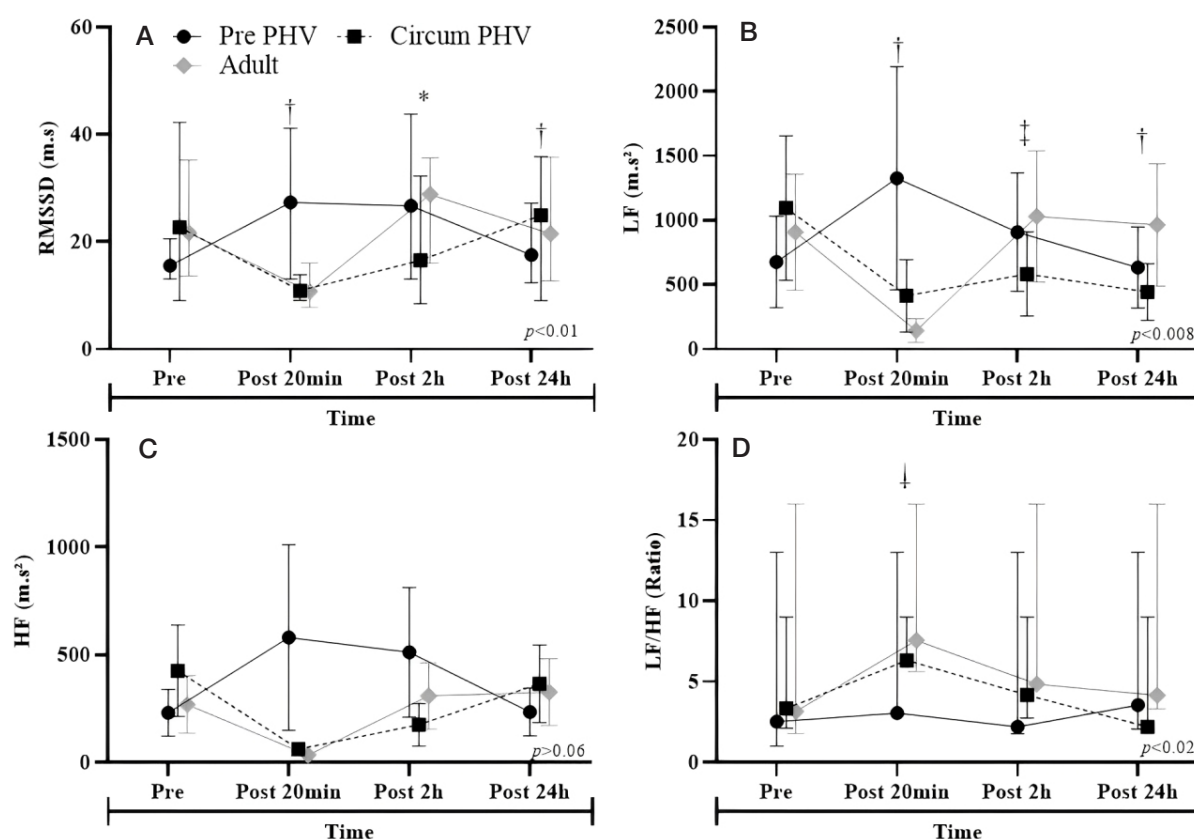 A
Pre PHV
Circum PHV
Adult
†
*
†
60
40
20
0
RMSSD (m.s)
p<0.01
Pre
Post 20min
Post 2h
Post 24h
Time
B
†
‡
†
2500
2000
1500
1000
500
0
LF (m.s²)
p<0.008
Pre
Post 20min
Post 2h
Post 24h
Time
C
1500
1000
500
0
HF (m.s²)
p>0.06
Pre
Post 20min
Post 2h
Post 24h
Time
D
20
15
10
5
0
LF/HF (Ratio)
p<0.02
Pre
Post 20min
Post 2h
Post 24h
Time